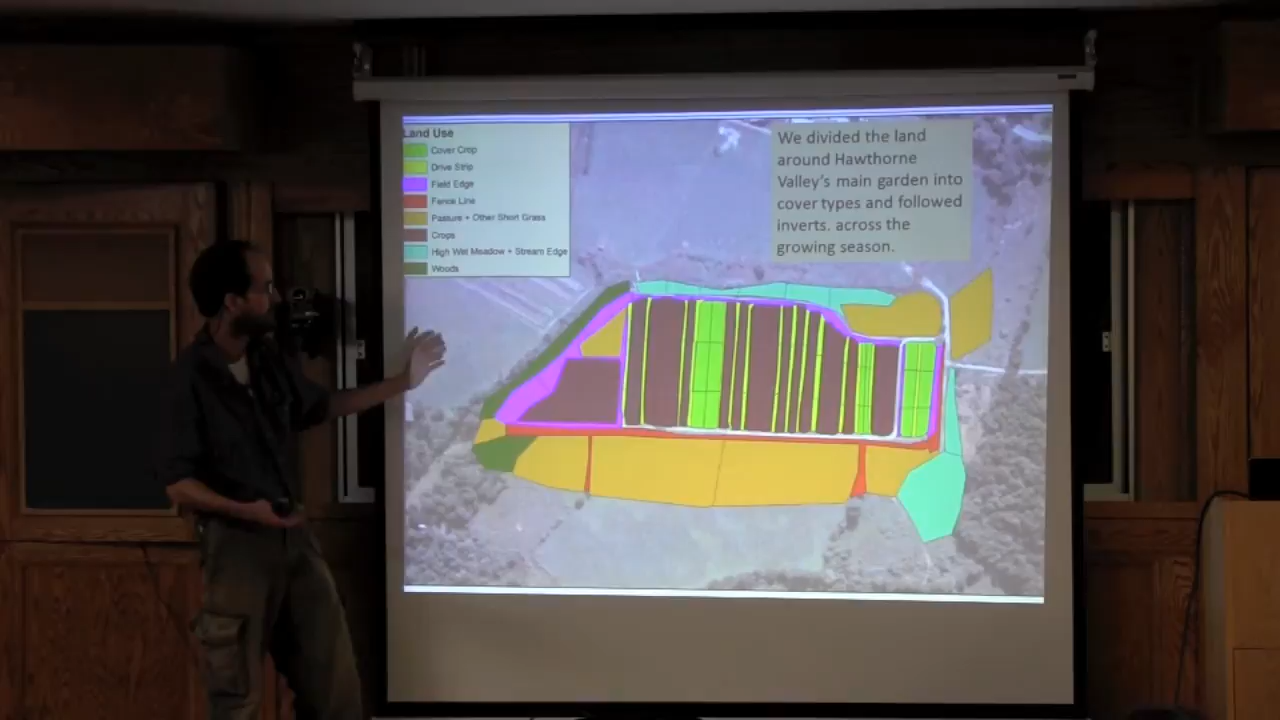 Land Use
Cover Crop
Drive Strip
Field Edge
Fence Line
Pasture + Other Short Grass
Crops
High Wet Meadow + Stream Edge
Woods
We divided the land
around Hawthorne
Valley's main garden into
cover types and followed
inverts. across the
growing season.